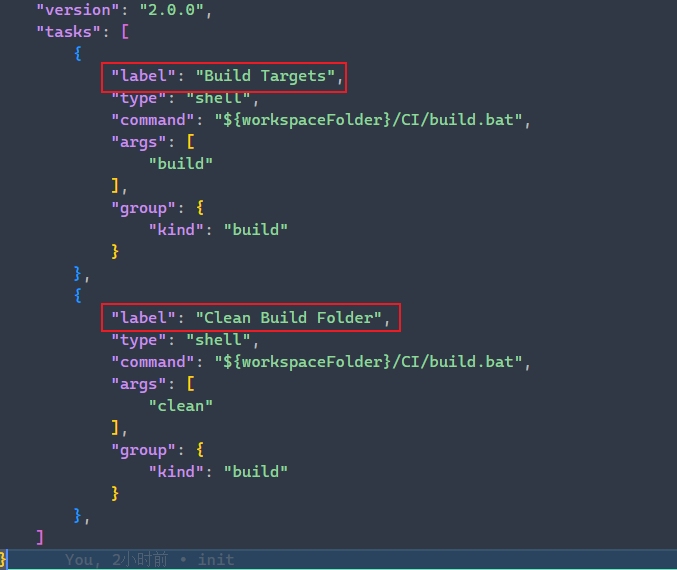 "version": "2.0.0",
"tasks": [
{
"label": "Build Targets",
"type": "shell",
"command": "${workspaceFolder}/CI/build.bat",
"args": [
"build"
],
"group": {
"kind": "build"
}
},
{
"label": "Clean Build Folder",
"type": "shell",
"command": "${workspaceFolder}/CI/build.bat",
"args": [
"clean"
],
"group": {
"kind": "build"
}
},
]
} You, 2小时前 • init